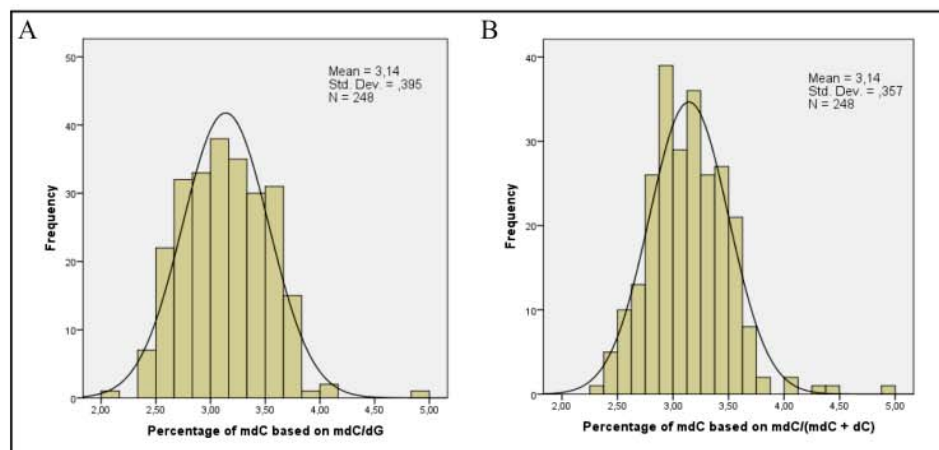 A
50
40
30
20
10
0
Frequency
Mean = 3,14
Std. Dev. = ,395
N = 248
2,00 2,50 3,00 3,50 4,00 4,50 5,00
Percentage of mdC based on mdC/dG
B
40
30
20
10
0
Frequency
Mean = 3,14
Std. Dev. = ,357
N = 248
2,00 2,50 3,00 3,50 4,00 4,50 5,00
Percentage of mdC based on mdC/(mdC + dC)